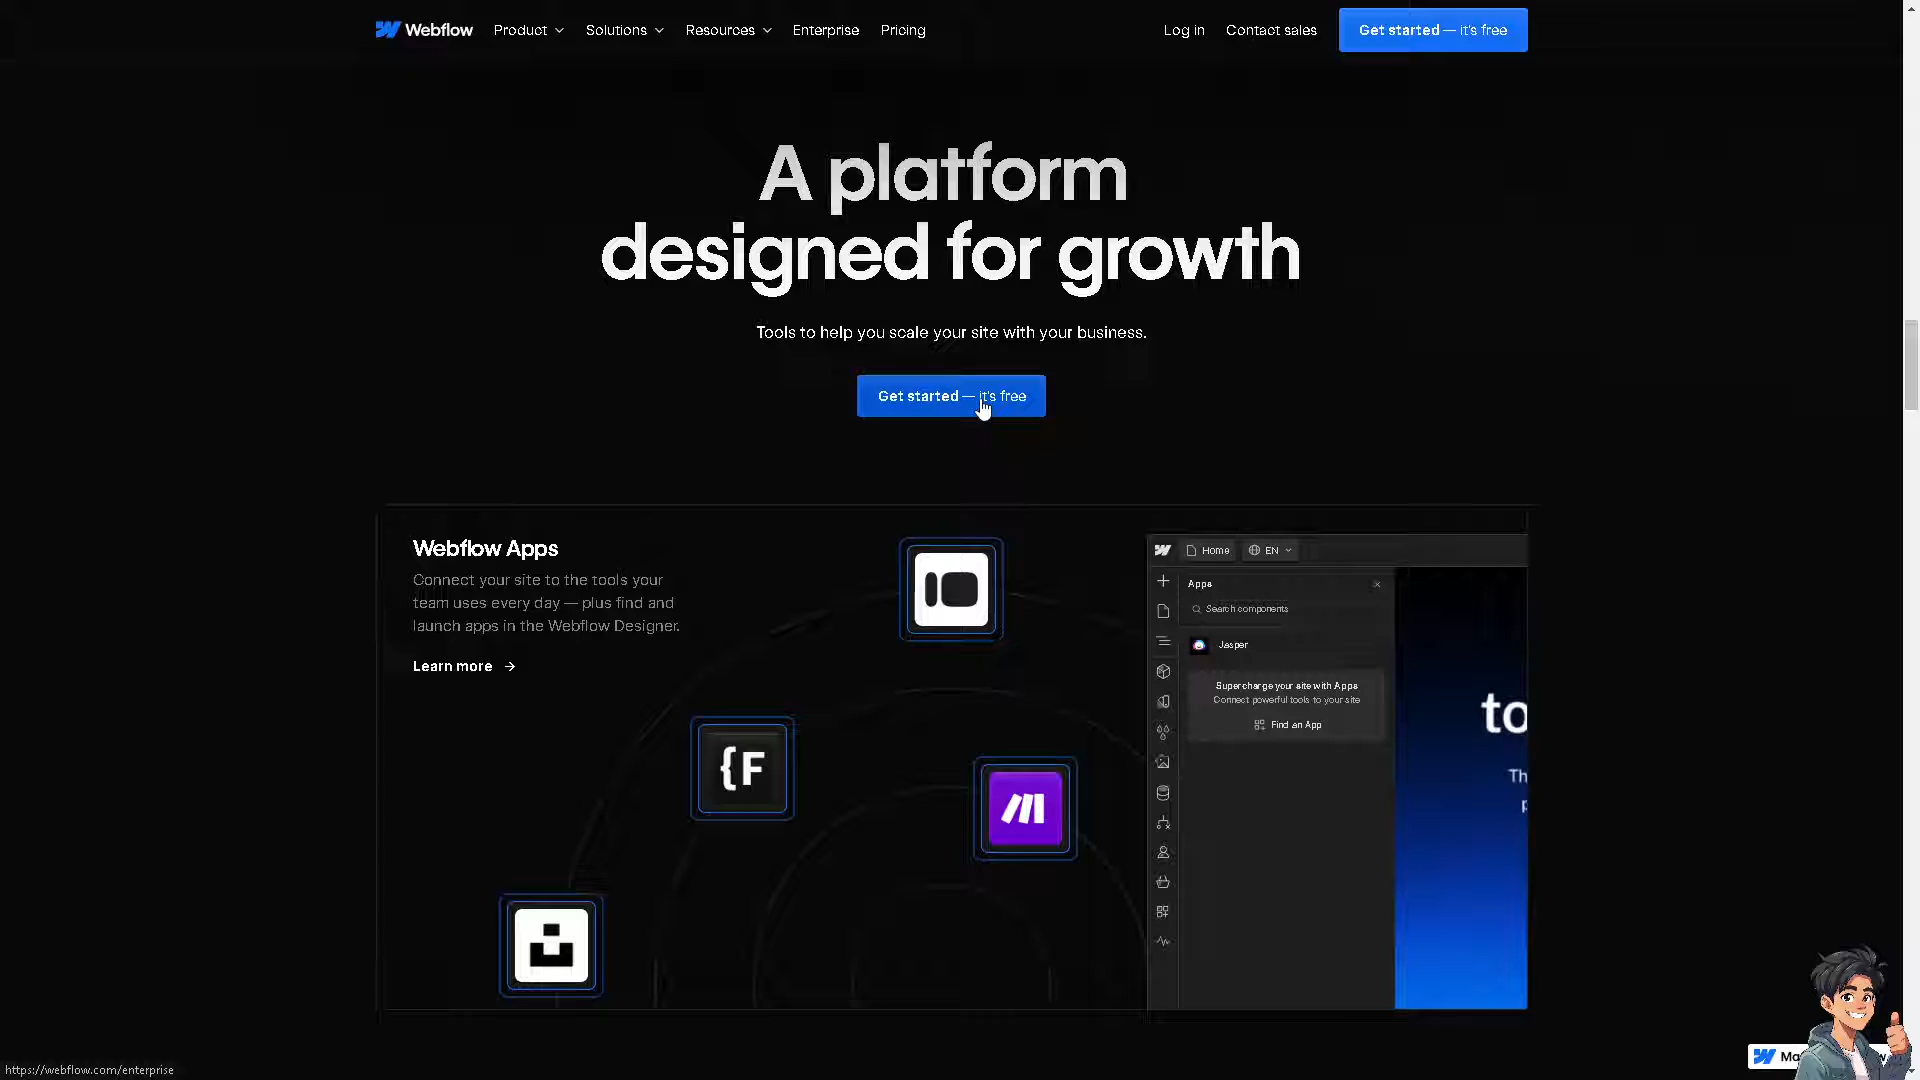 Webflow Product Solutions Resources Enterprise Pricing Log in Contact sales Get started — it's free
A platform
designed for growth
Tools to help you scale your site with your business.
Get started — it's free
Webflow Apps
Connect your site to the tools your
team uses every day — plus find and
launch apps in the Webflow Designer.
Learn more
{F
Home EN
Apps
Search components
Jasper
Supercharge your site with Apps
Connect powerful tools to your site
Find an App
to
Th
p
https://webflow.com/enterprise